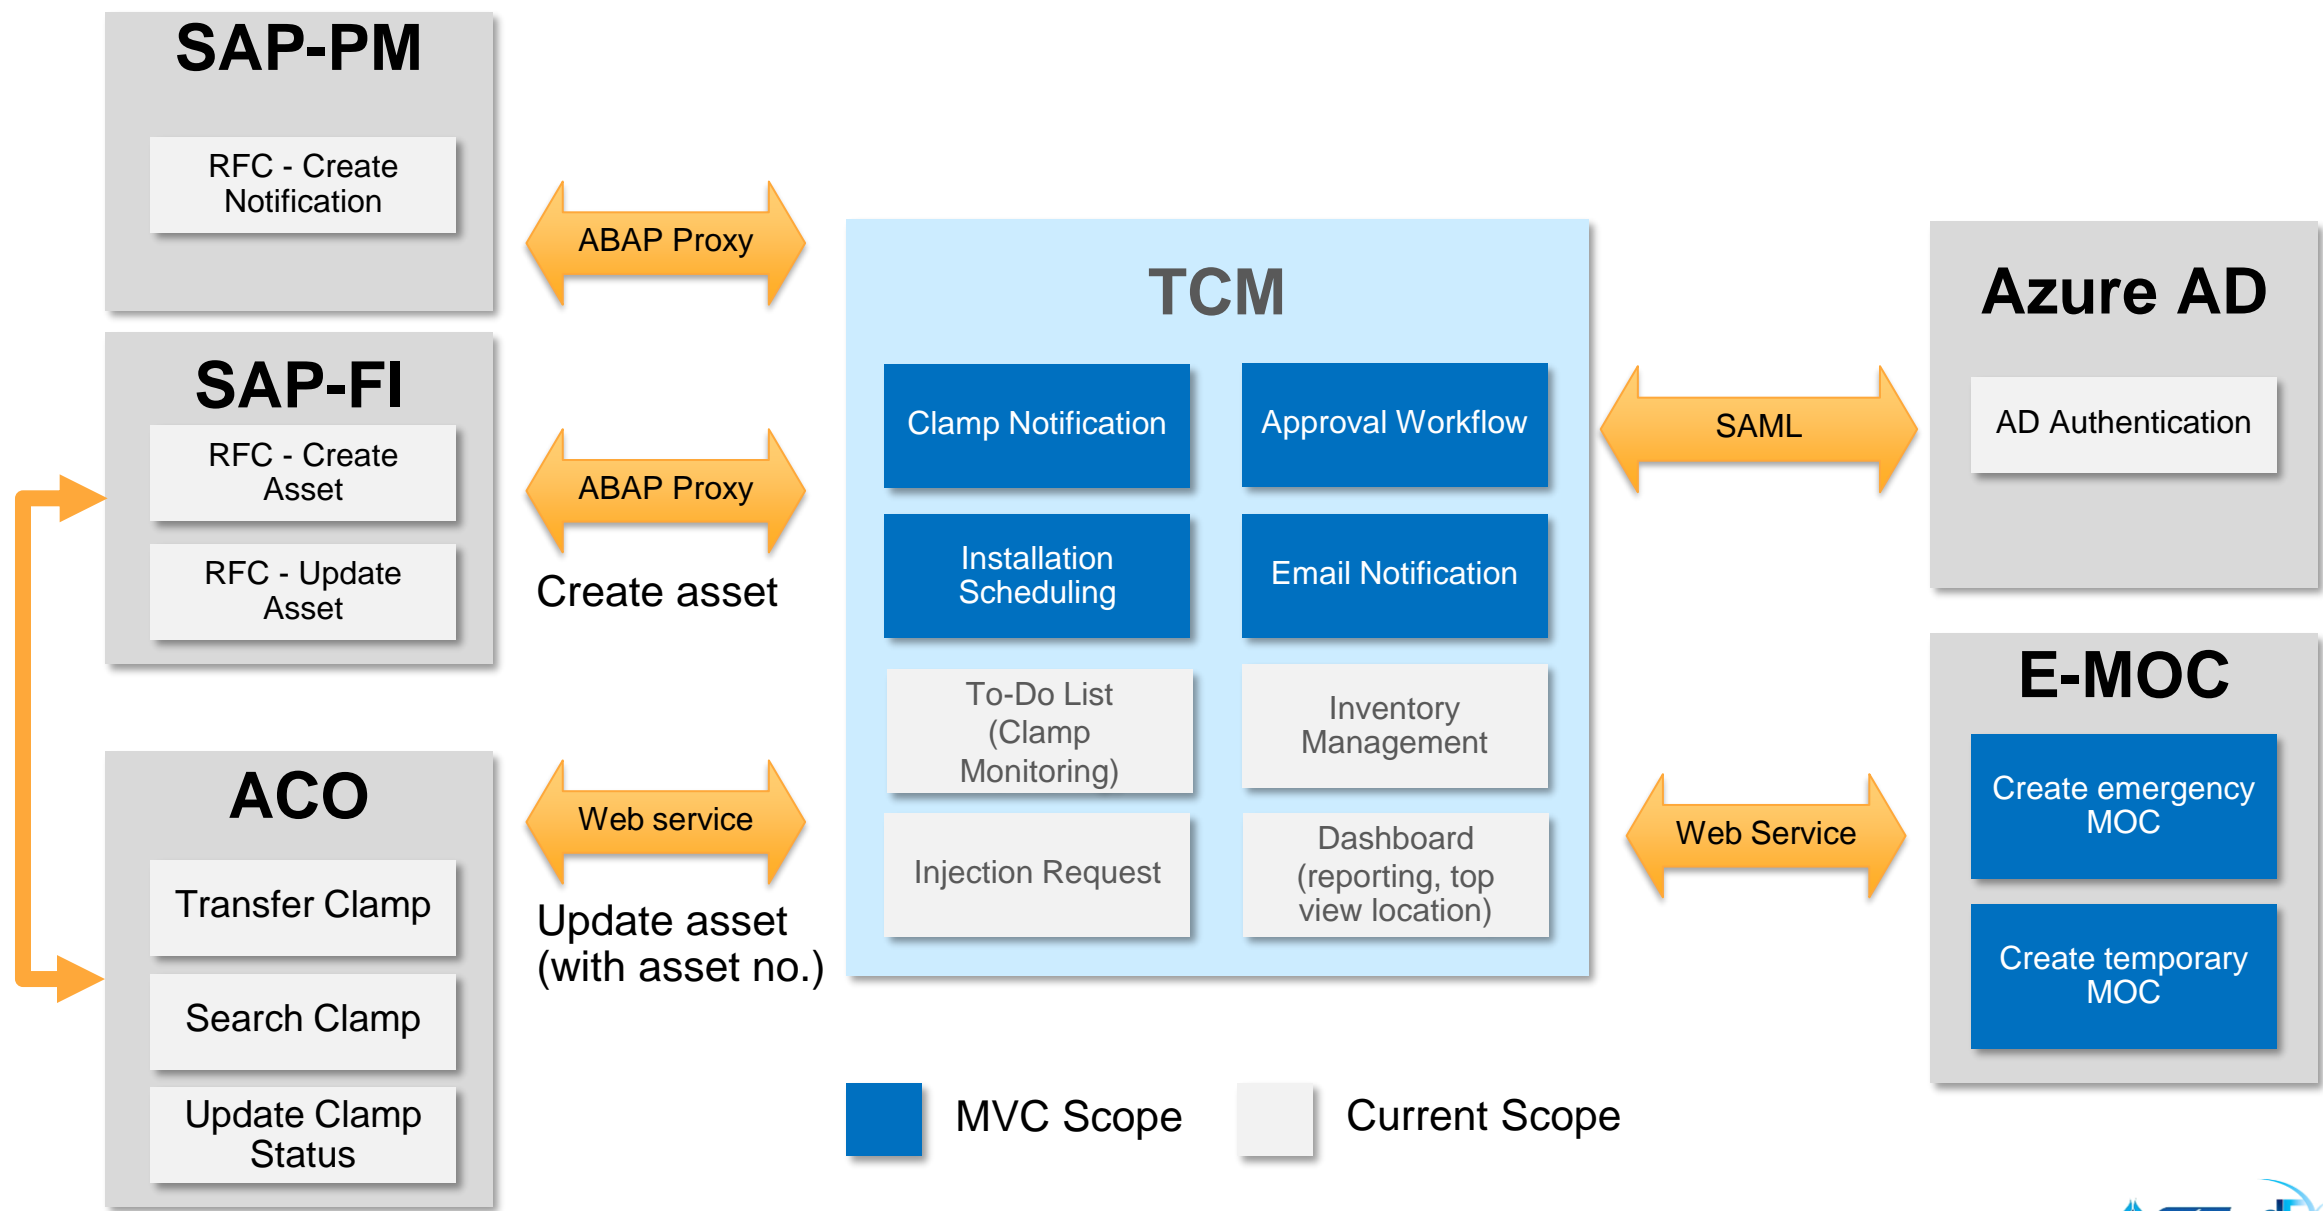 SAP-PM
RFC - Create
Notification
ABAP Proxy
SAP-FI
RFC - Create
Asset
RFC - Update
Asset
ABAP Proxy
Create asset
ACO
Transfer Clamp
Search Clamp
Update Clamp
Status
Web service
Update asset
(with asset no.)
TCM
Clamp Notification
Approval Workflow
Installation
Scheduling
Email Notification
To-Do List
(Clamp
Monitoring)
Inventory
Management
Injection Request
Dashboard
(reporting, top
view location)
SAML
Azure AD
AD Authentication
Web Service
E-MOC
Create emergency
MOC
Create temporary
MOC
MVC Scope
Current Scope